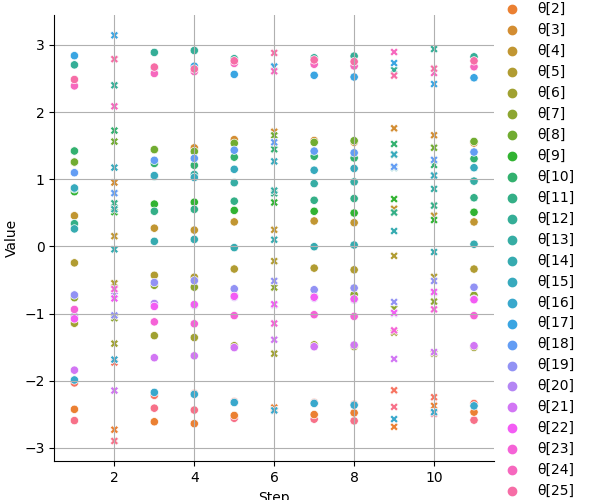 3
2
1
0
−1
−2
−3
Value
2
4
6
8
10
Step
θ[2]
θ[3]
θ[4]
θ[5]
θ[6]
θ[7]
θ[8]
θ[9]
θ[10]
θ[11]
θ[12]
θ[13]
θ[14]
θ[15]
θ[16]
θ[17]
θ[18]
θ[19]
θ[20]
θ[21]
θ[22]
θ[23]
θ[24]
θ[25]